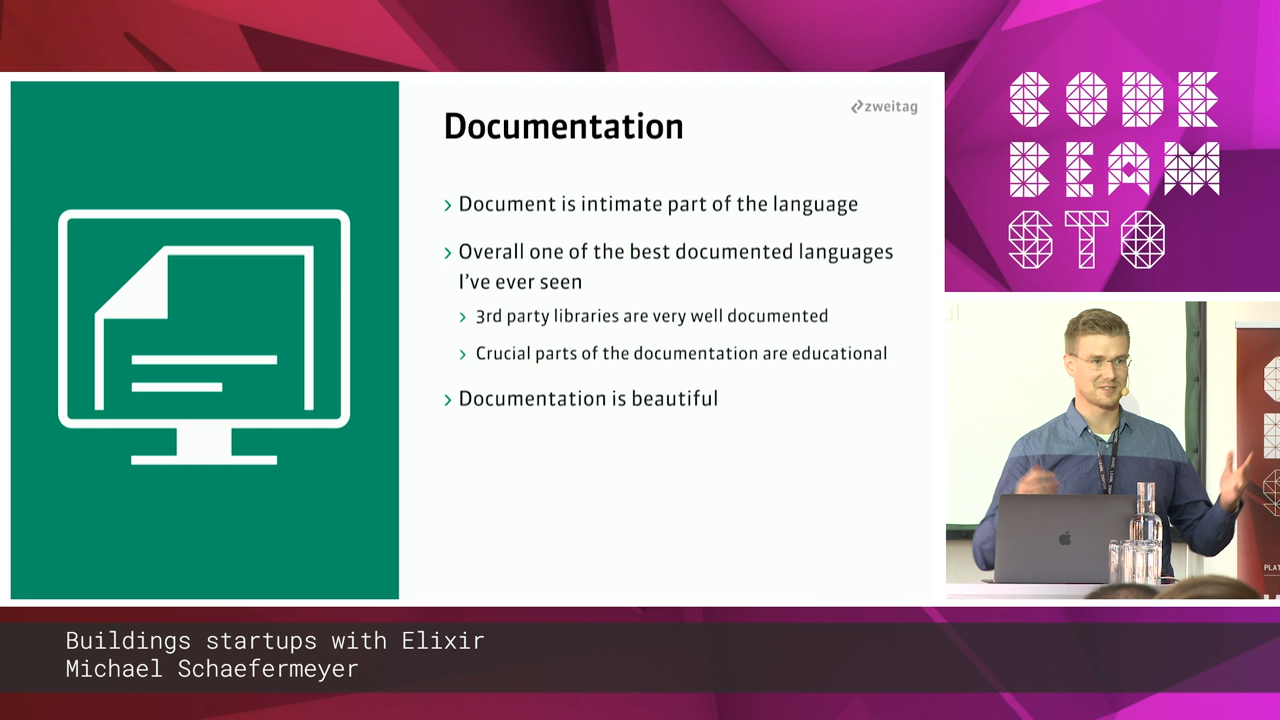 Documentation
zweitag
› Document is intimate part of the language
› Overall one of the best documented languages
I've ever seen
› 3rd party libraries are very well documented
› Crucial parts of the documentation are educational
› Documentation is beautiful
CODE
BEAM
STO
PLAT
Buildings startups with Elixir
Michael Schaefermeyer